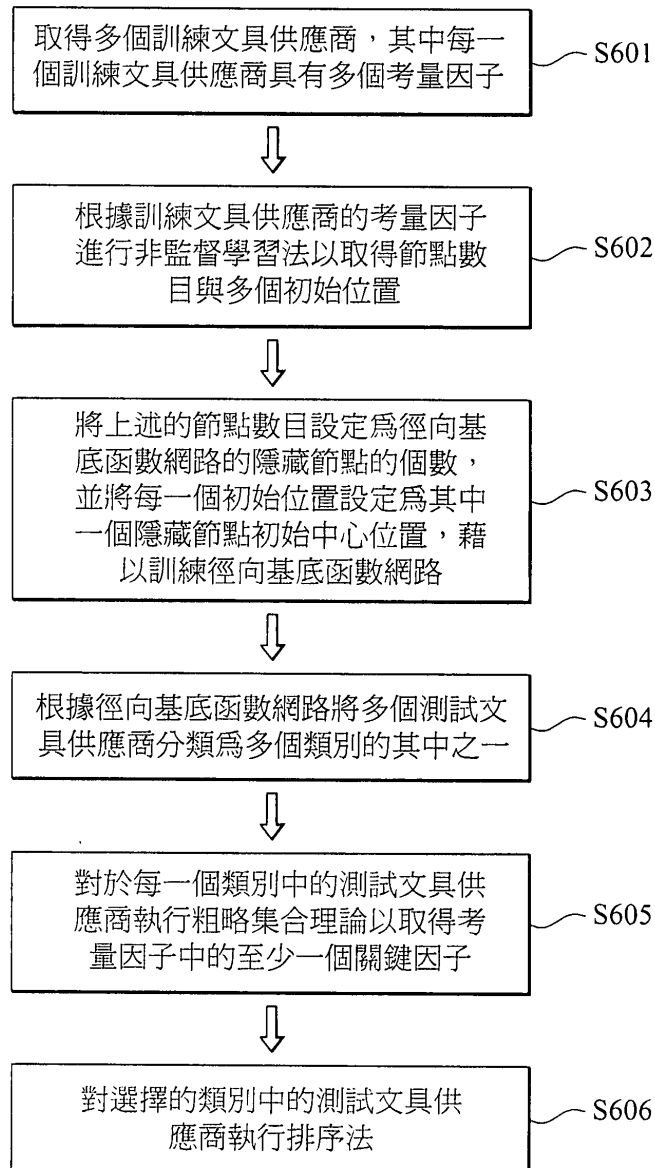 取得多個訓練文具供應商，其中每一
個訓練文具供應商具有多個考量因子
S601
根據訓練文具供應商的考量因子
進行非監督學習法以取得節點數
目與多個初始位置
S602
將上述的節點數目設定為徑向基
底函數網路的隱藏節點的個數，
並將每一個初始位置設定為其中
一個隱藏節點初始中心位置，藉
以訓練徑向基底函數網路
S603
根據徑向基底函數網路將多個測試文
具供應商分類為多個類別的其中之一
S604
對於每一個類別中的測試文具供
應商執行粗略集合理論以取得考
量因子中的至少一個關鍵因子
S605
對選擇的類別中的測試文具供
應商執行排序法
S606